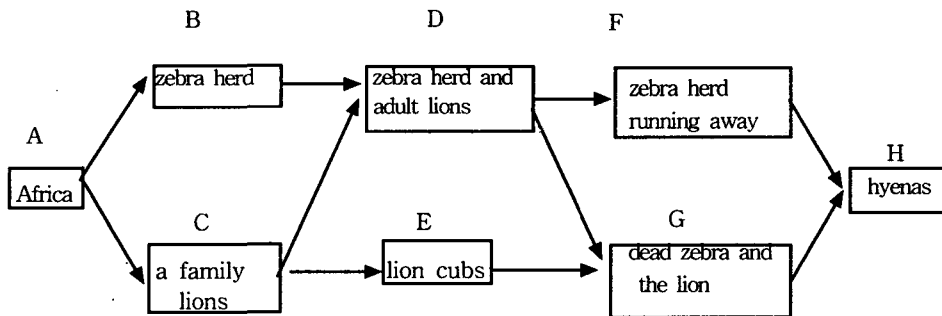 B
D
F
zebra herd
zebra herd and
adult lions
zebra herd
running away
A
Africa
H
hyenas
C
a family
lions
E
lion cubs
G
dead zebra and
the lion